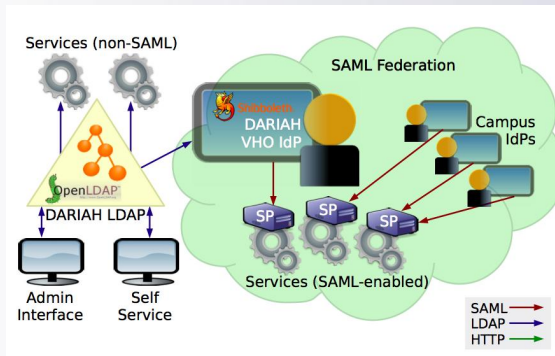 Services (non-SAML)
SAML Federation
Shibboleth
DARIAH
VHO IdP
Campus
IdPs
OpenLDAP
DARIAH LDAP
SP
SP
SP
Admin
Interface
Self
Service
Services (SAML-enabled)
SAML
LDAP
HTTP